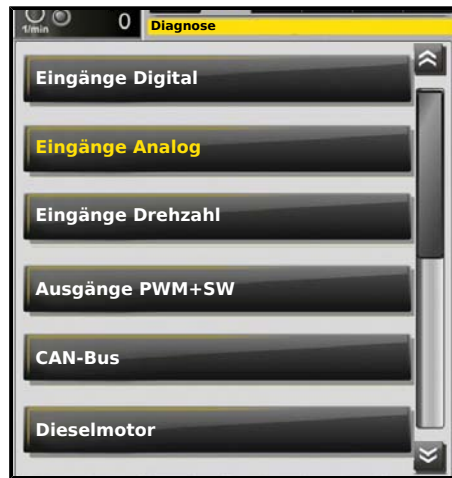 1/min 0 Diagnose
Eingänge Digital
Eingänge Analog
Eingänge Drehzahl
Ausgänge PWM+SW
CAN-Bus
Dieselmotor